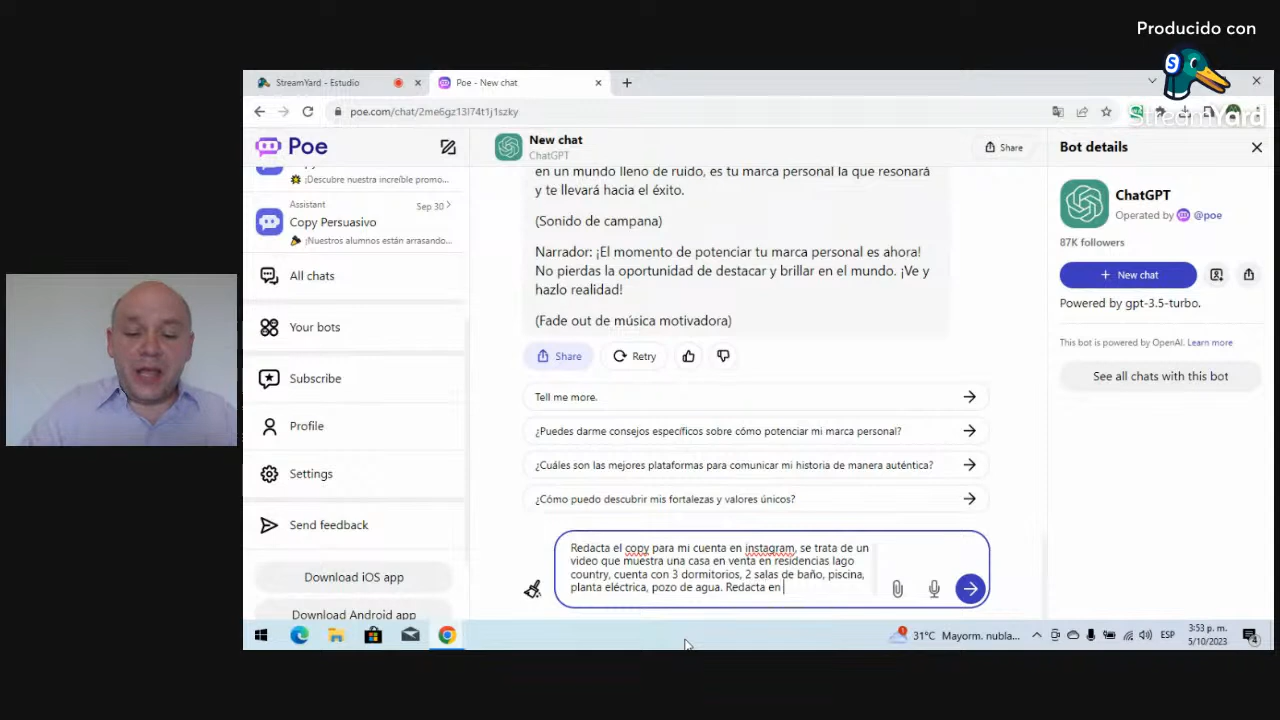 Producido con
StreamYard
StreamYard - Estudio
Poe - New chat
poe.com/chat/2me6gz13l74t1j1szky
Poe
¡Descubre nuestra increíble promo...
Assistant
Sep 30
Copy Persuasivo
¡Nuestros alumnos están arrasando...
All chats
Your bots
Subscribe
Profile
Settings
Send feedback
Download iOS app
Download Android app
New chat
ChatGPT
Share
en un mundo lleno de ruido, es tu marca personal la que resonará
y te llevará hacia el éxito.
(Sonido de campana)
Narrador: ¡El momento de potenciar tu marca personal es ahora!
No pierdas la oportunidad de destacar y brillar en el mundo. ¡Ve y
hazlo realidad!
(Fade out de música motivadora)
Share
Retry
Tell me more.
¿Puedes darme consejos específicos sobre cómo potenciar mi marca personal?
¿Cuáles son las mejores plataformas para comunicar mi historia de manera auténtica?
¿Cómo puedo descubrir mis fortalezas y valores únicos?
Redacta el copy para mi cuenta en instagram, se trata de un
video que muestra una casa en venta en residencias lago
country, cuenta con 3 dormitorios, 2 salas de baño, piscina,
planta eléctrica, pozo de agua. Redacta en
Bot details
ChatGPT
Operated by @poe
87K followers
+ New chat
Powered by gpt-3.5-turbo.
This bot is powered by OpenAI. Learn more
See all chats with this bot
31°C Mayorm. nubla...
ESP
3:53 p. m.
5/10/2023
4